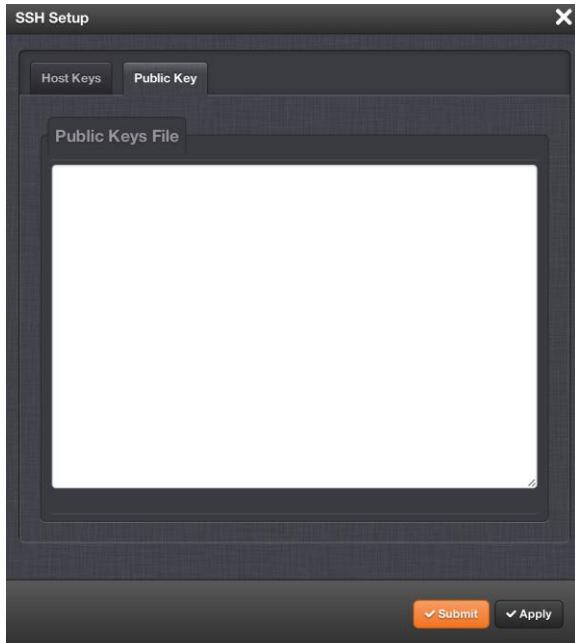 SSH Setup
Host Keys
Public Key
Public Keys File
Submit
Apply